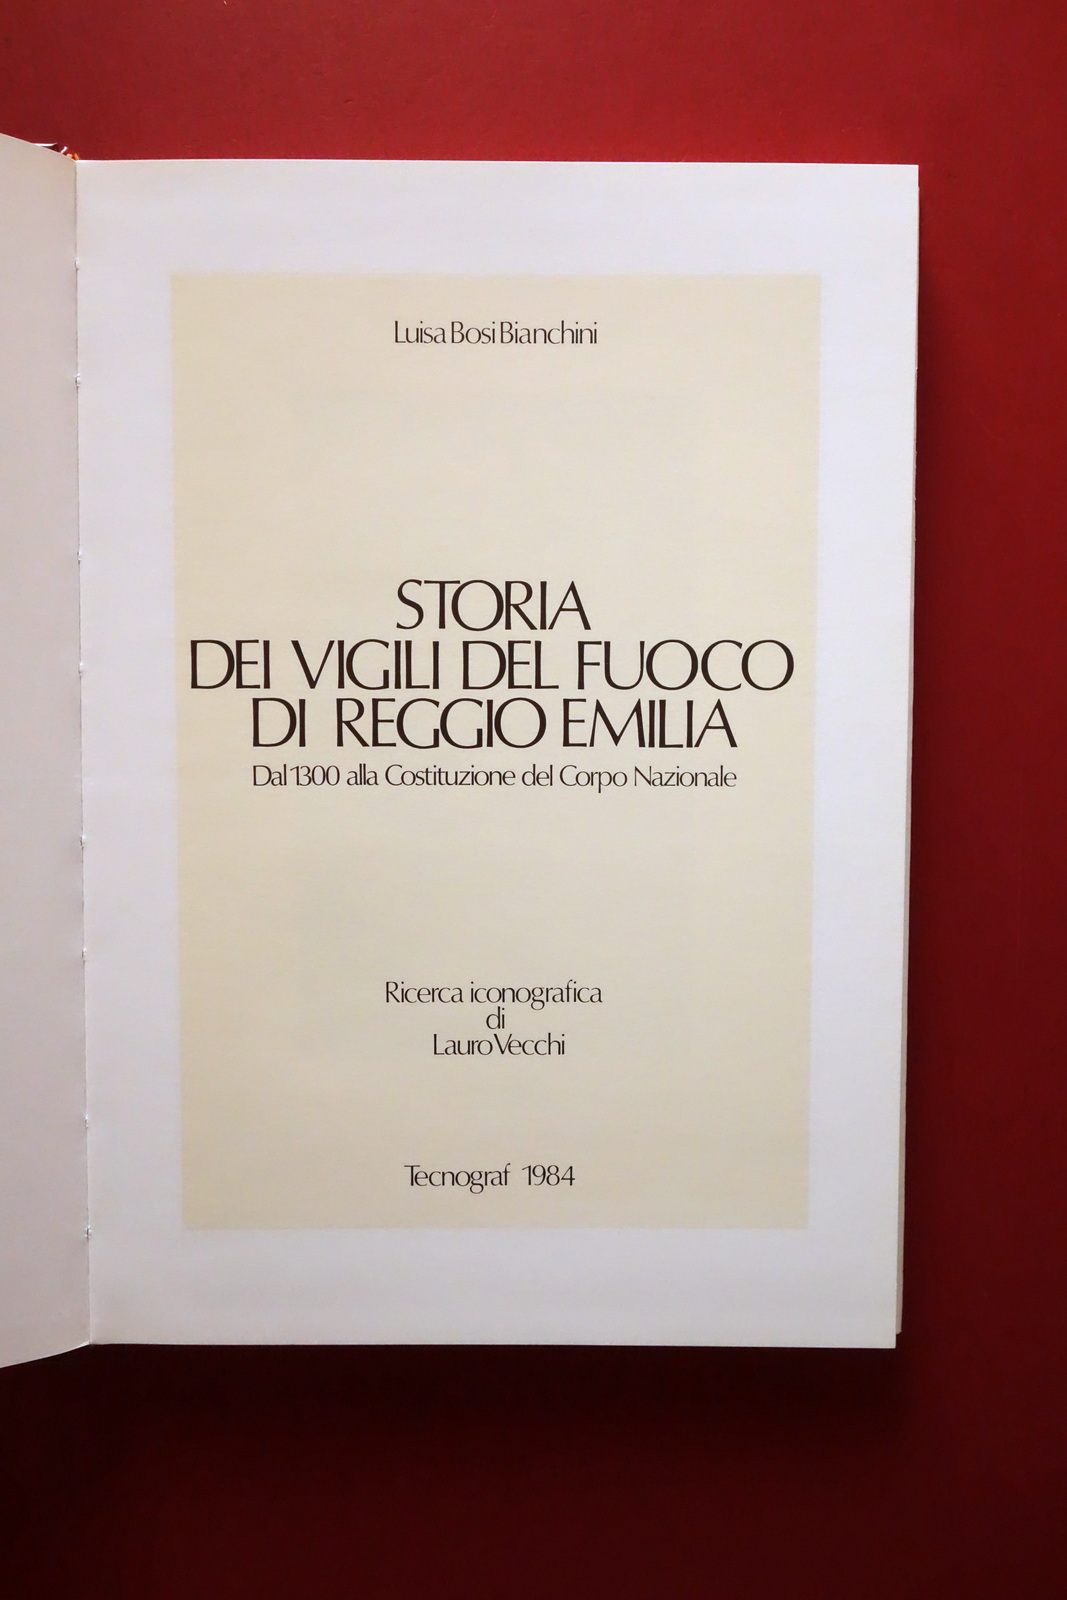 Luisa Bosi Bianchini
STORIA
DEI VIGILI DEL FUOCO
DI REGGIO EMILIA
Dal 1300 alla Costituzione del Corpo Nazionale
Ricerca iconografica
di
Lauro Vecchi
Tecnograf 1984